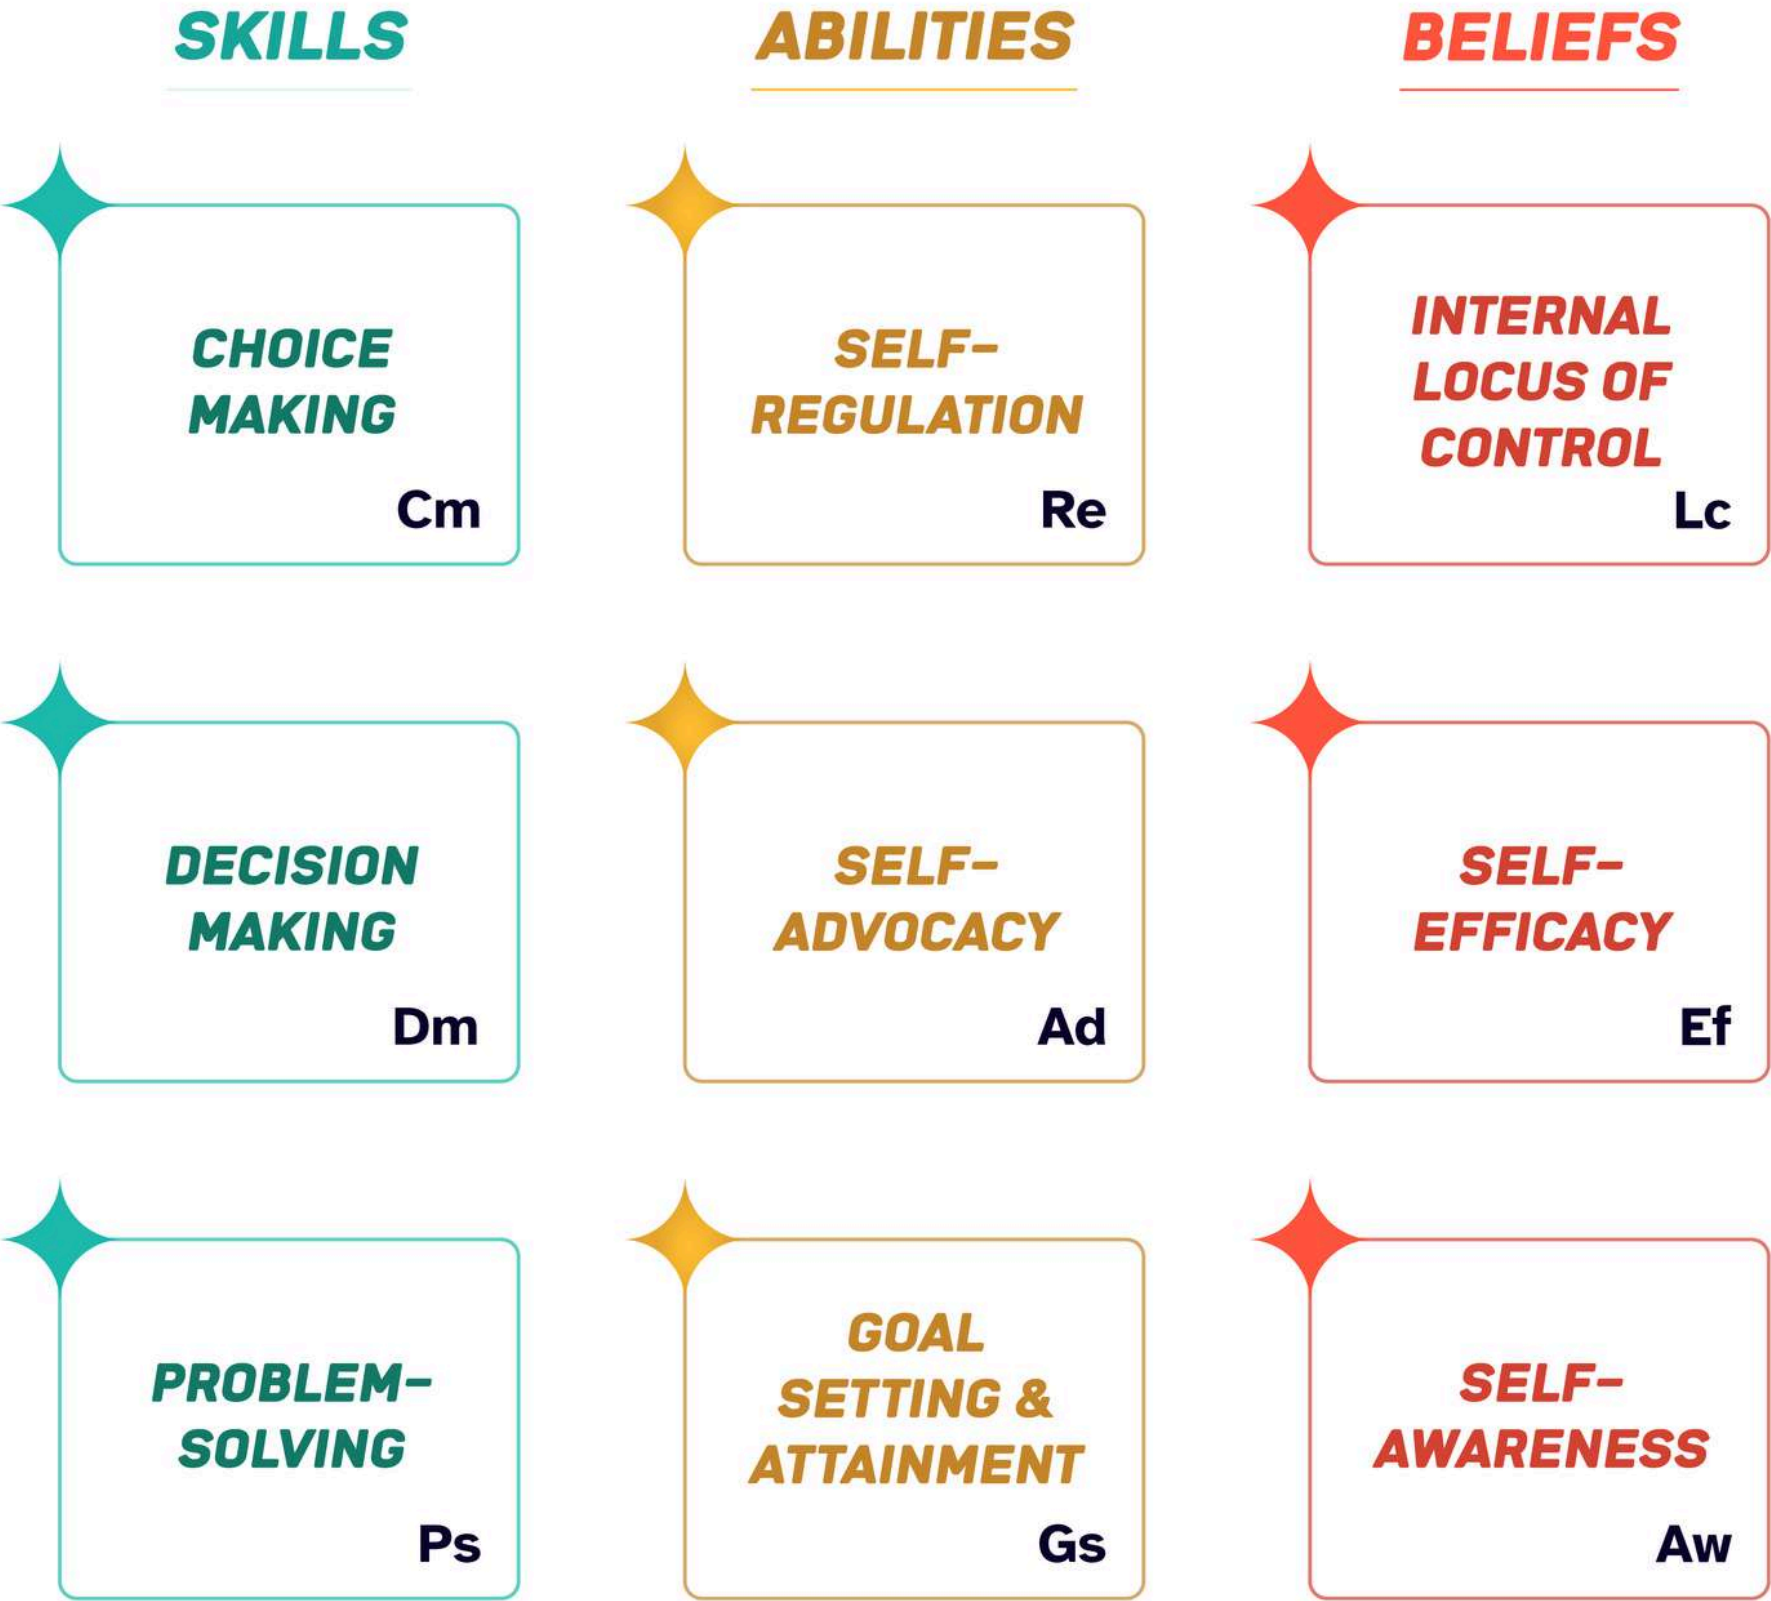 SKILLS
ABILITIES
BELIEFS
CHOICE
MAKING
Cm
SELF-
REGULATION
Re
INTERNAL
LOCUS OF
CONTROL
Lc
DECISION
MAKING
Dm
SELF-
ADVOCACY
Ad
SELF-
EFFICACY
Ef
PROBLEM-
SOLVING
Ps
GOAL
SETTING &
ATTAINMENT
Gs
SELF-
AWARENESS
Aw